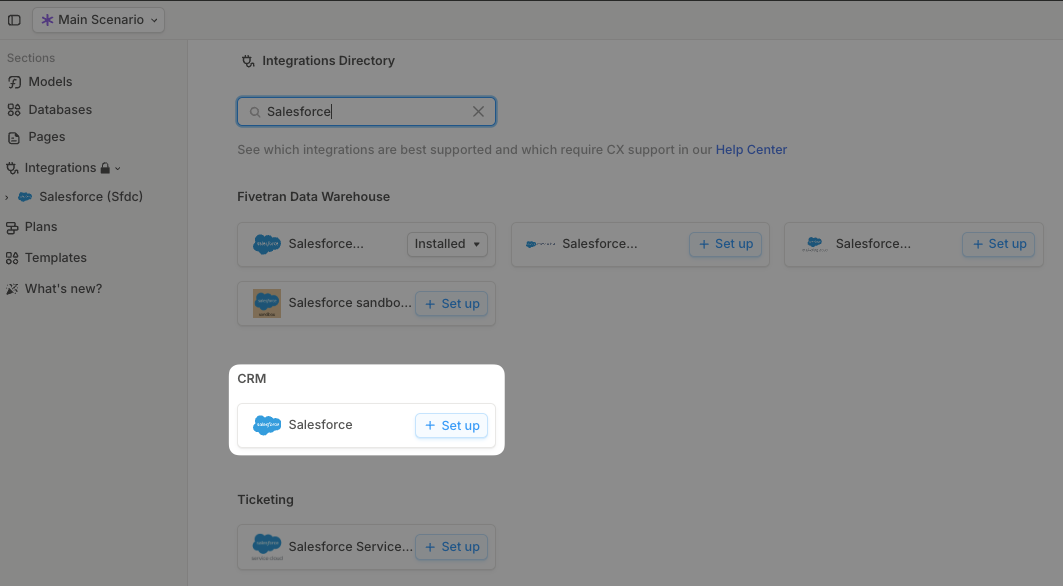 Main Scenario
Sections
Models
Databases
Pages
Integrations
Salesforce (Sfdc)
Plans
Templates
What's new?
Integrations Directory
Salesforce
See which integrations are best supported and which require CX support in our Help Center
Fivetran Data Warehouse
Salesforce... Installed
Salesforce... + Set up
Salesforce... + Set up
Salesforce sandbo... + Set up
CRM
Salesforce + Set up
Ticketing
Salesforce Service... + Set up